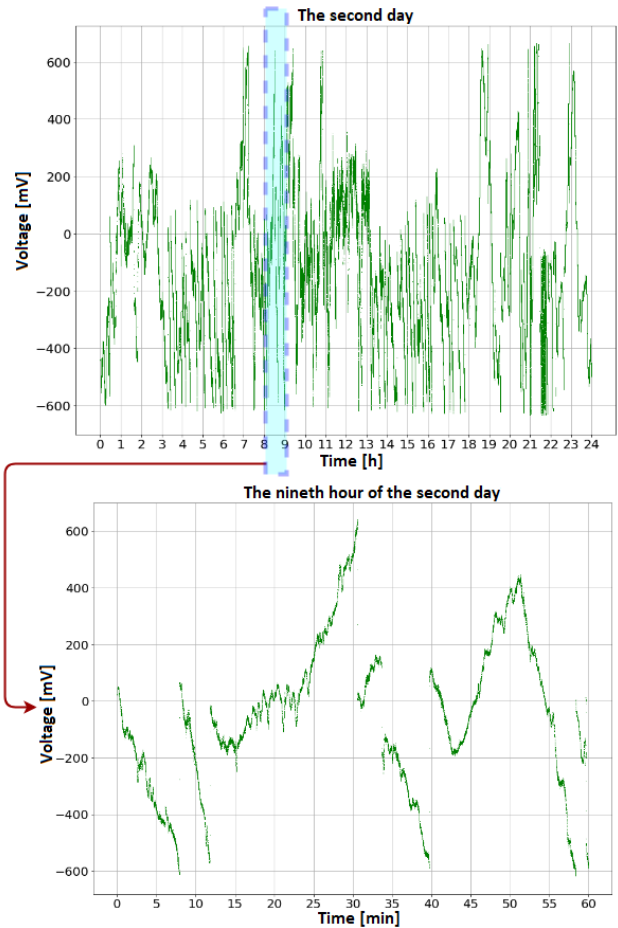 The second day
600
400
200
0
−200
−400
−600
Voltage [mV]
0 1 2 3 4 5 6 7 8 9 10 11 12 13 14 15 16 17 18 19 20 21 22 23 24
Time [h]
The nineth hour of the second day
600
400
200
0
−200
−400
−600
Voltage [mV]
0 5 10 15 20 25 30 35 40 45 50 55 60
Time [min]